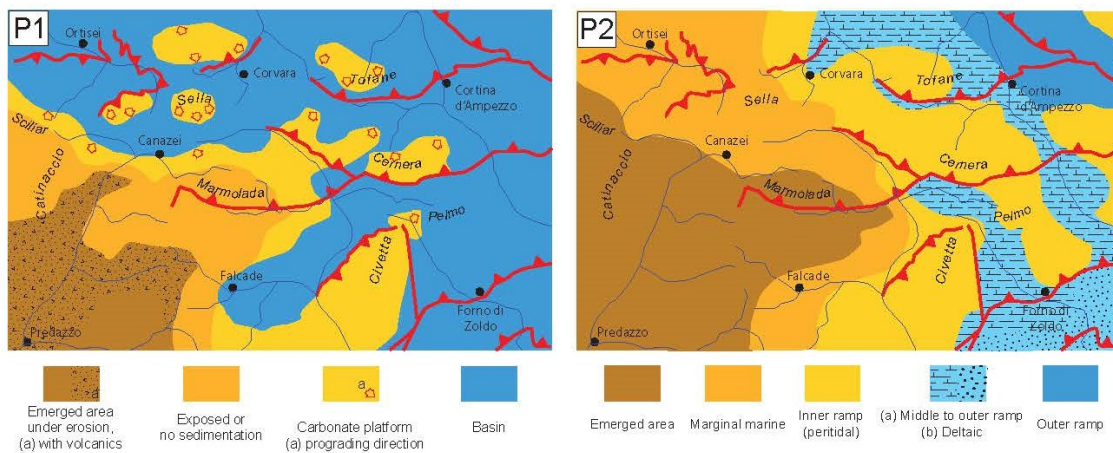 P1
Ortisei
Corvara
Tofane
Cortina
d'Ampezzo
Sella
Sciliar
Canazei
Catinaccio
Marmolada
Cernera
Pelmo
Civetta
Falcade
Forno di
Zoldo
Predazzo
a
Emerged area
under erosion,
(a) with volcanics
Exposed or
no sedimentation
a
Carbonate platform
(a) prograding direction
Basin
P2
Ortisei
Corvara
Tofane
Cortina
d'Ampezzo
Sella
Sciliar
Canazei
Catinaccio
Marmolada
Cernera
Pelmo
Civetta
Falcade
Forno di
Zoldo
Predazzo
Emerged area
Marginal marine
Inner ramp
(peritidal)
(a) Middle to outer ramp
(b) Deltaic
Outer ramp